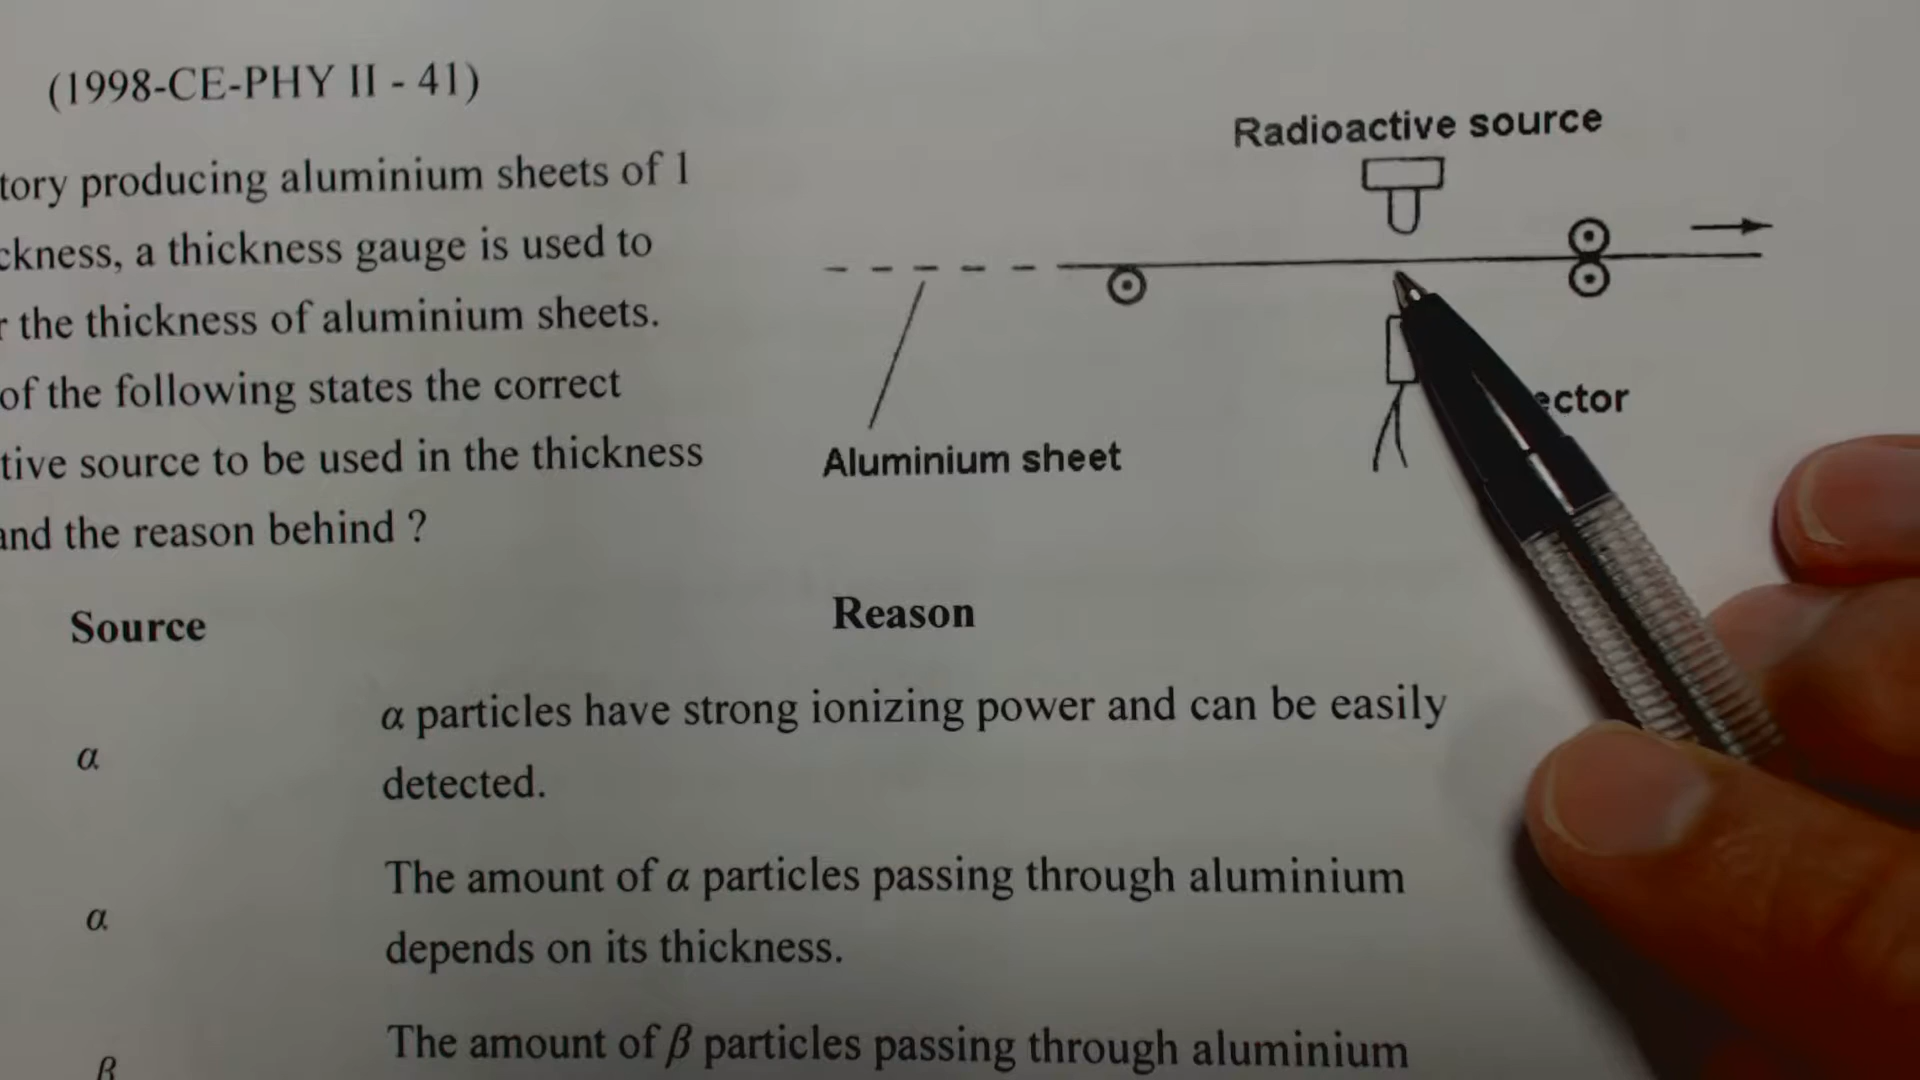 (1998-CE-PHY II - 41)
tory producing aluminium sheets of 1
ckness, a thickness gauge is used to
r the thickness of aluminium sheets.
of the following states the correct
tive source to be used in the thickness
and the reason behind ?
Radioactive source
ector
Aluminium sheet
Source Reason
α α particles have strong ionizing power and can be easily
detected.
α The amount of α particles passing through aluminium
depends on its thickness.
β The amount of β particles passing through aluminium